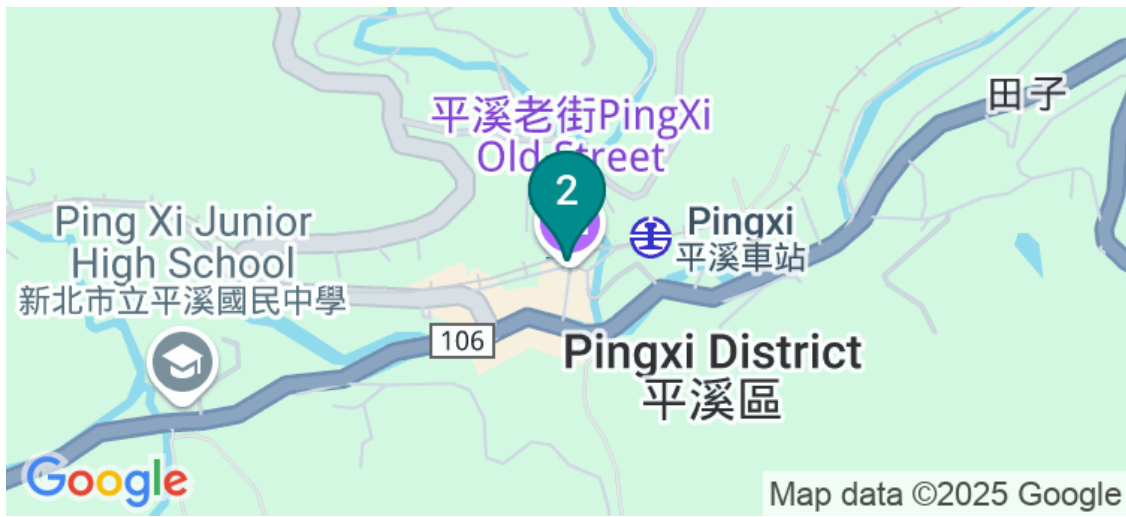 田子
平溪老街PingXi
Old Street
2
Ping Xi Junior
High School
新北市立平溪國民中學
Pingxi
平溪車站
106
Pingxi District
平溪區
Google
Map data ©2025 Google